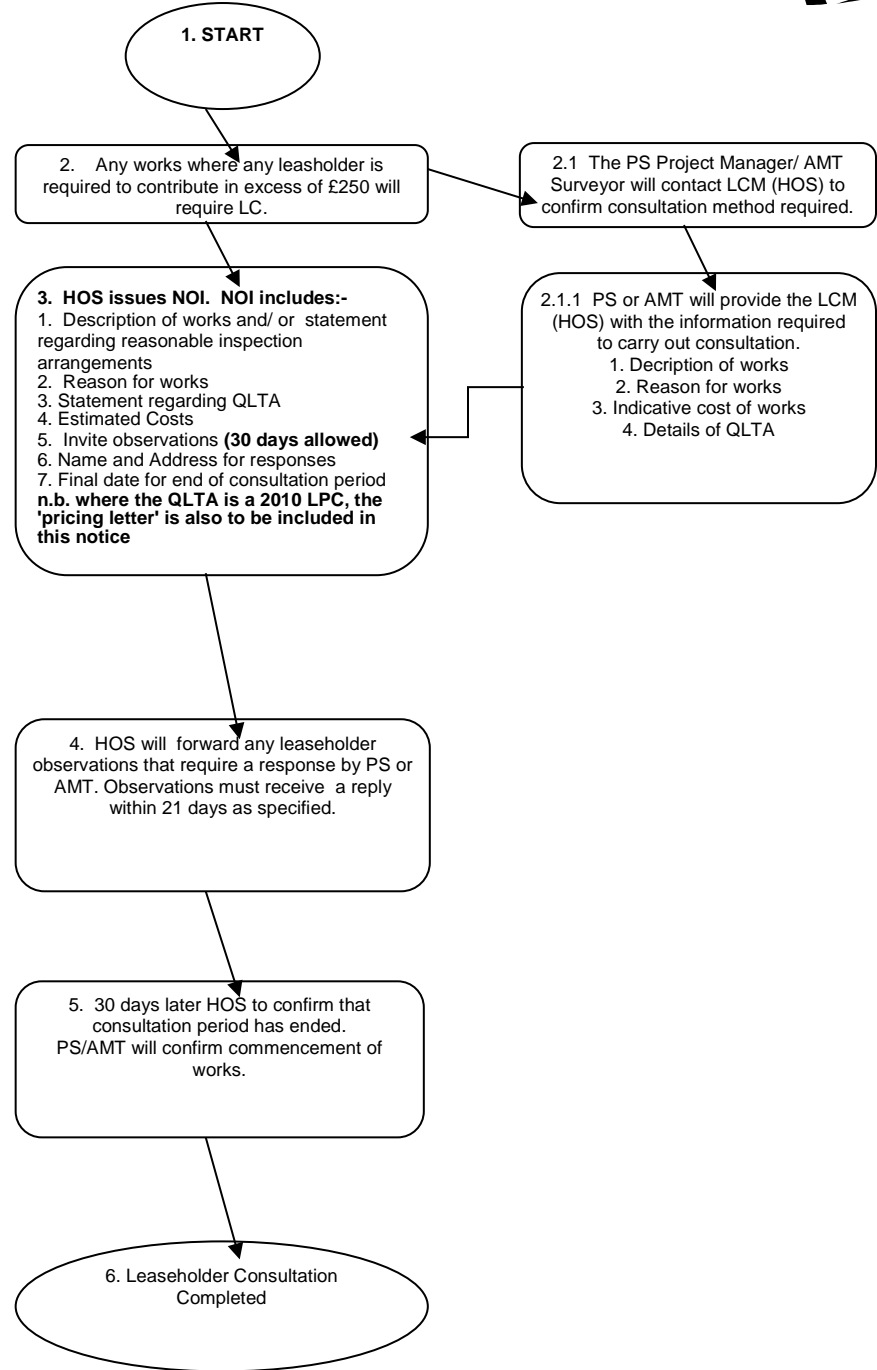 1. START
2. Any works where any leasholder is
required to contribute in excess of £250 will
require LC.
2.1 The PS Project Manager/ AMT
Surveyor will contact LCM (HOS) to
confirm consultation method required.
3. HOS issues NOI. NOI includes:-
1. Description of works and/ or statement
regarding reasonable inspection
arrangements
2. Reason for works
3. Statement regarding QLTA
4. Estimated Costs
5. Invite observations (30 days allowed)
6. Name and Address for responses
7. Final date for end of consultation period
n.b. where the QLTA is a 2010 LPC, the
'pricing letter' is also to be included in
this notice
2.1.1 PS or AMT will provide the LCM
(HOS) with the information required
to carry out consultation.
1. Decription of works
2. Reason for works
3. Indicative cost of works
4. Details of QLTA
4. HOS will forward any leaseholder
observations that require a response by PS or
AMT. Observations must receive a reply
within 21 days as specified.
5. 30 days later HOS to confirm that
consultation period has ended.
PS/AMT will confirm commencement of
works.
6. Leaseholder Consultation
Completed